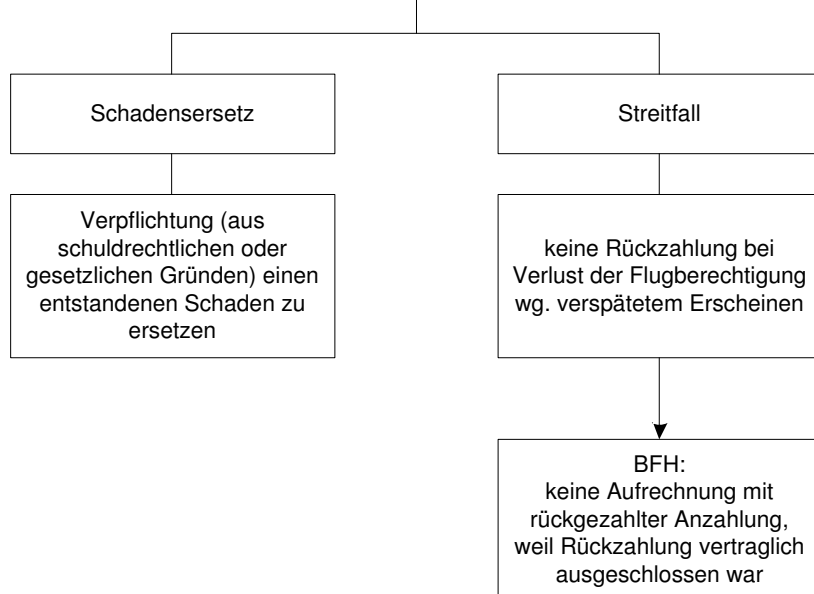 Schadensersetz
Streitfall
Verpflichtung (aus
schuldrechtlichen oder
gesetzlichen Gründen) einen
entstandenen Schaden zu
ersetzen
keine Rückzahlung bei
Verlust der Flugberechtigung
wg. verspätetem Erscheinen
BFH:
keine Aufrechnung mit
rückgezahlter Anzahlung,
weil Rückzahlung vertraglich
ausgeschlossen war